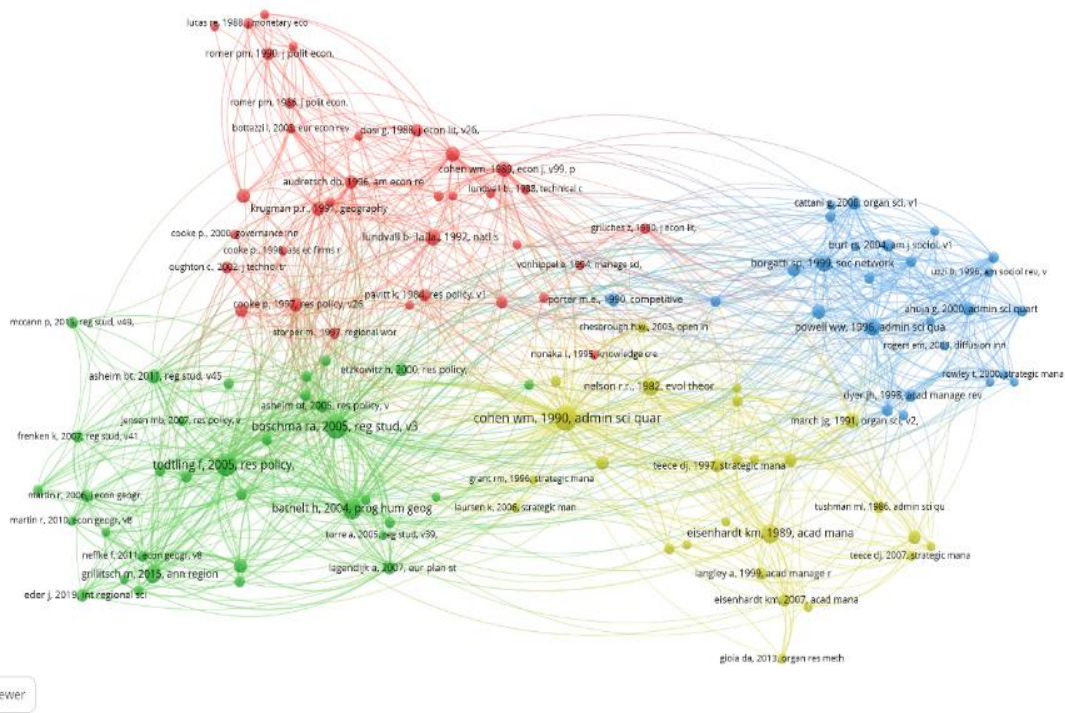 lucas re, 1988, j monetary eco
romer pm, 1990, j polit econ,
romer pm, 1986, j polit econ,
bottazzi l, 2003, eur econ rev
dosi g, 1988, j econ lit, v26,
cohen wm, 1989, econ j, v99, p
audretsch db, 1996, am econ re
lundvall b., 1988, technical c
krugman p.r., 1991, geography
cattani g, 2008, organ sci, v1
cooke p., 2000, governance inn
lundvall b-, 1992, natl s
griliches z, 1990, j econ lit,
burt rs, 2004, am j sociol, v1
cooke p, 1998, ass ec firms r
borgatti sp, 1999, soc network
oughton c, 2002, j technol tr
vonhippel e, 1994, manage sci,
uzzi b, 1996, am sociol rev, v
pavitt k, 1984, res policy, v1
porter m.e., 1990, competitive
cooke p, 1997, res policy, v26
ahuja g, 2000, admin sci quart
mccann p, 2015, reg stud, v49,
storper m, 1997, regional wor
chesbrough h.w., 2003, open in
powell ww, 1996, admin sci qua
rogers em, 2003, diffusion inn
nonaka i., 1995, knowledge cre
etzkowitz h, 2000, res policy,
asheim bt, 2011, reg stud, v45
rowley t, 2000, strategic mana
nelson r.r., 1982, evol theor
dyer jh, 1998, acad manage rev
asheim bt, 2005, res policy, v
jensen mb, 2007, res policy, v
boschma ra, 2005, reg stud, v3
cohen wm, 1990, admin sci quar
march jg, 1991, organ sci, v2,
frenken k, 2007, reg stud, v41
todtling f, 2005, res policy,
teece dj, 1997, strategic mana
grant rm, 1996, strategic mana
martin r, 2006, j econ geogr,
bathelt h, 2004, prog hum geog
laursen k, 2006, strategic man
tushman ml, 1986, admin sci qu
martin r, 2010, econ geogr, v8
torre a, 2005, reg stud, v39,
eisenhardt km, 1989, acad mana
neffke f, 2011, econ geogr, v8
teece dj, 2007, strategic mana
grillitsch m, 2015, ann region
lagendijk a, 2007, eur plan st
langley a, 1999, acad manage r
eder j, 2019, int regional sci
eisenhardt km, 2007, acad mana
gioia da, 2013, organ res meth
ewer